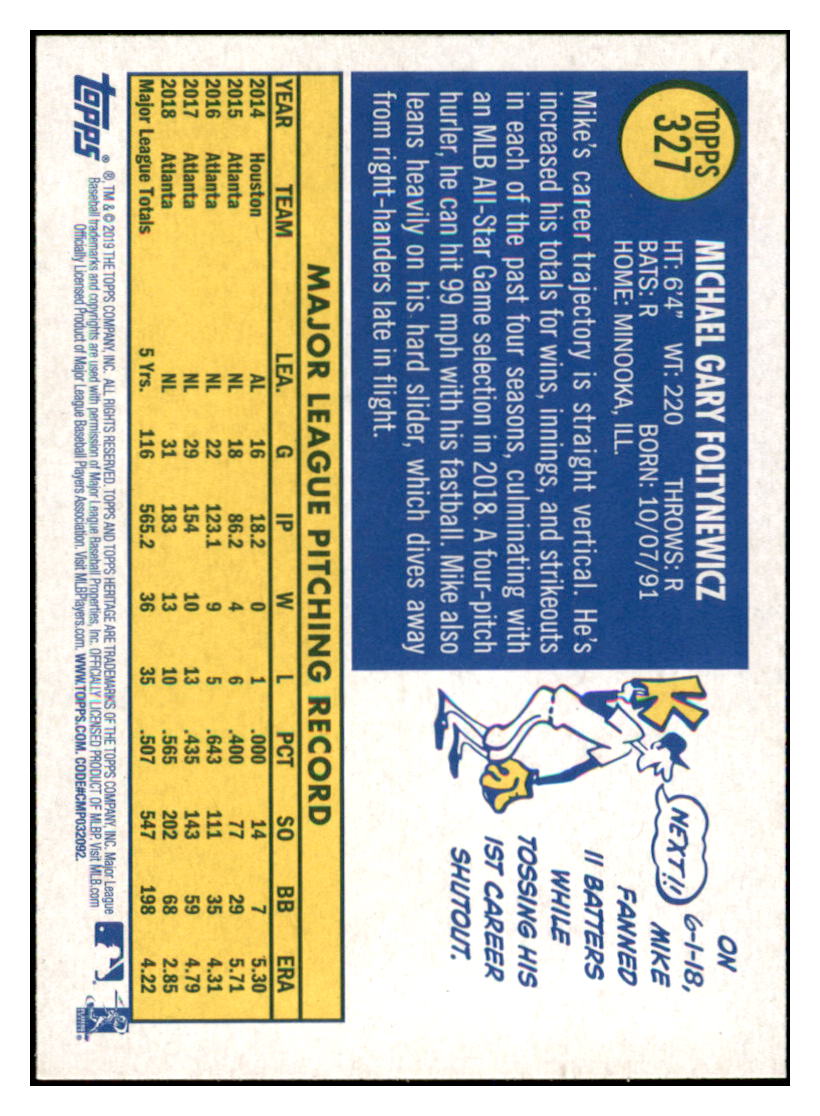 TOPPS
327
MICHAEL GARY FOLTYNEWICZ
HT: 6'4" WT: 220 THROWS: R
BATS: R BORN: 10/07/91
HOME: MINOOKA, ILL.
Mike's career trajectory is straight vertical. He's
increased his totals for wins, innings, and strikeouts
in each of the past four seasons, culminating with
an MLB All-Star Game selection in 2018. A four-pitch
hurler, he can hit 99 mph with his fastball. Mike also
leans heavily on his hard slider, which dives away
from right-handers late in flight.
K
NEXT!!
ON
6-1-18,
MIKE
FANNED
11 BATTERS
WHILE
TOSSING HIS
1ST CAREER
SHUTOUT.
MAJOR LEAGUE PITCHING RECORD
YEAR TEAM LEA. G IP W L PCT SO BB ERA
2014 Houston AL 16 18.2 0 1 .000 14 7 5.30
2015 Atlanta NL 18 86.2 4 6 .400 77 29 5.71
2016 Atlanta NL 22 123.1 9 5 .643 111 35 4.31
2017 Atlanta NL 29 154 10 13 .435 143 59 4.79
2018 Atlanta NL 31 183 13 10 .565 202 68 2.85
Major League Totals 5 Yrs. 116 565.2 36 35 .507 547 198 4.22
topps®
®, TM & © 2019 THE TOPPS COMPANY, INC. ALL RIGHTS RESERVED. TOPPS AND TOPPS HERITAGE ARE TRADEMARKS OF THE TOPPS COMPANY, INC. Major League
Baseball trademarks and copyrights are used with permission of Major League Baseball Properties, Inc. OFFICIALLY LICENSED PRODUCT OF MLBP. Visit MLB.com
Officially Licensed Product of Major League Baseball Players Association. Visit MLBPlayers.com. WWW.TOPPS.COM. CODE#CMP032092.